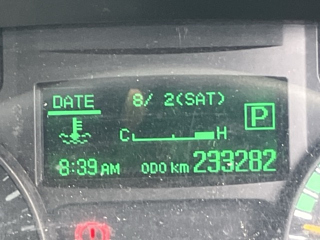 DATE 8/ 2(SAT)
P
C H
8:39 AM ODO km 233282